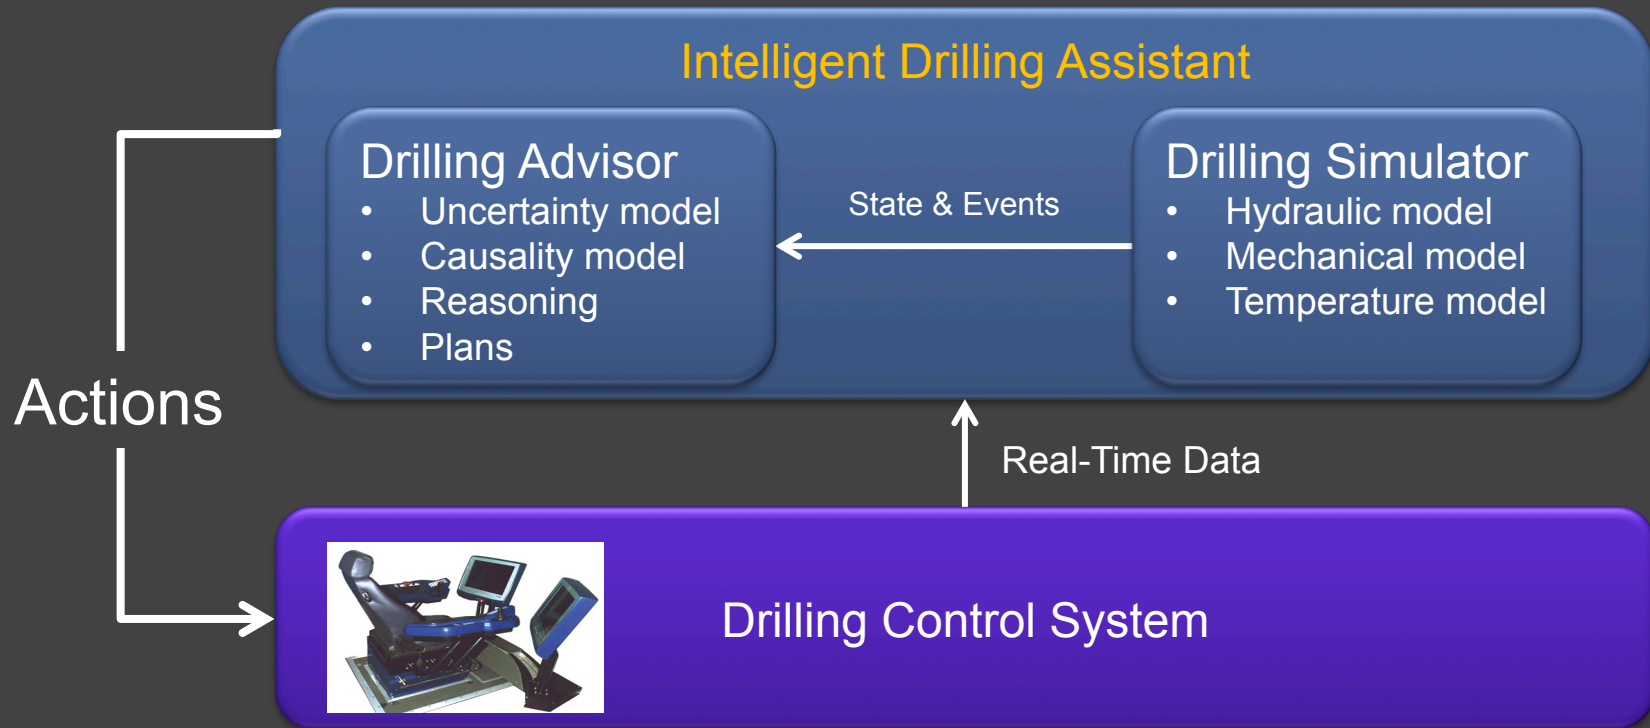 Intelligent Drilling Assistant
Drilling Advisor
• Uncertainty model
• Causality model
• Reasoning
• Plans
State & Events
Drilling Simulator
• Hydraulic model
• Mechanical model
• Temperature model
Actions
Real-Time Data
Drilling Control System